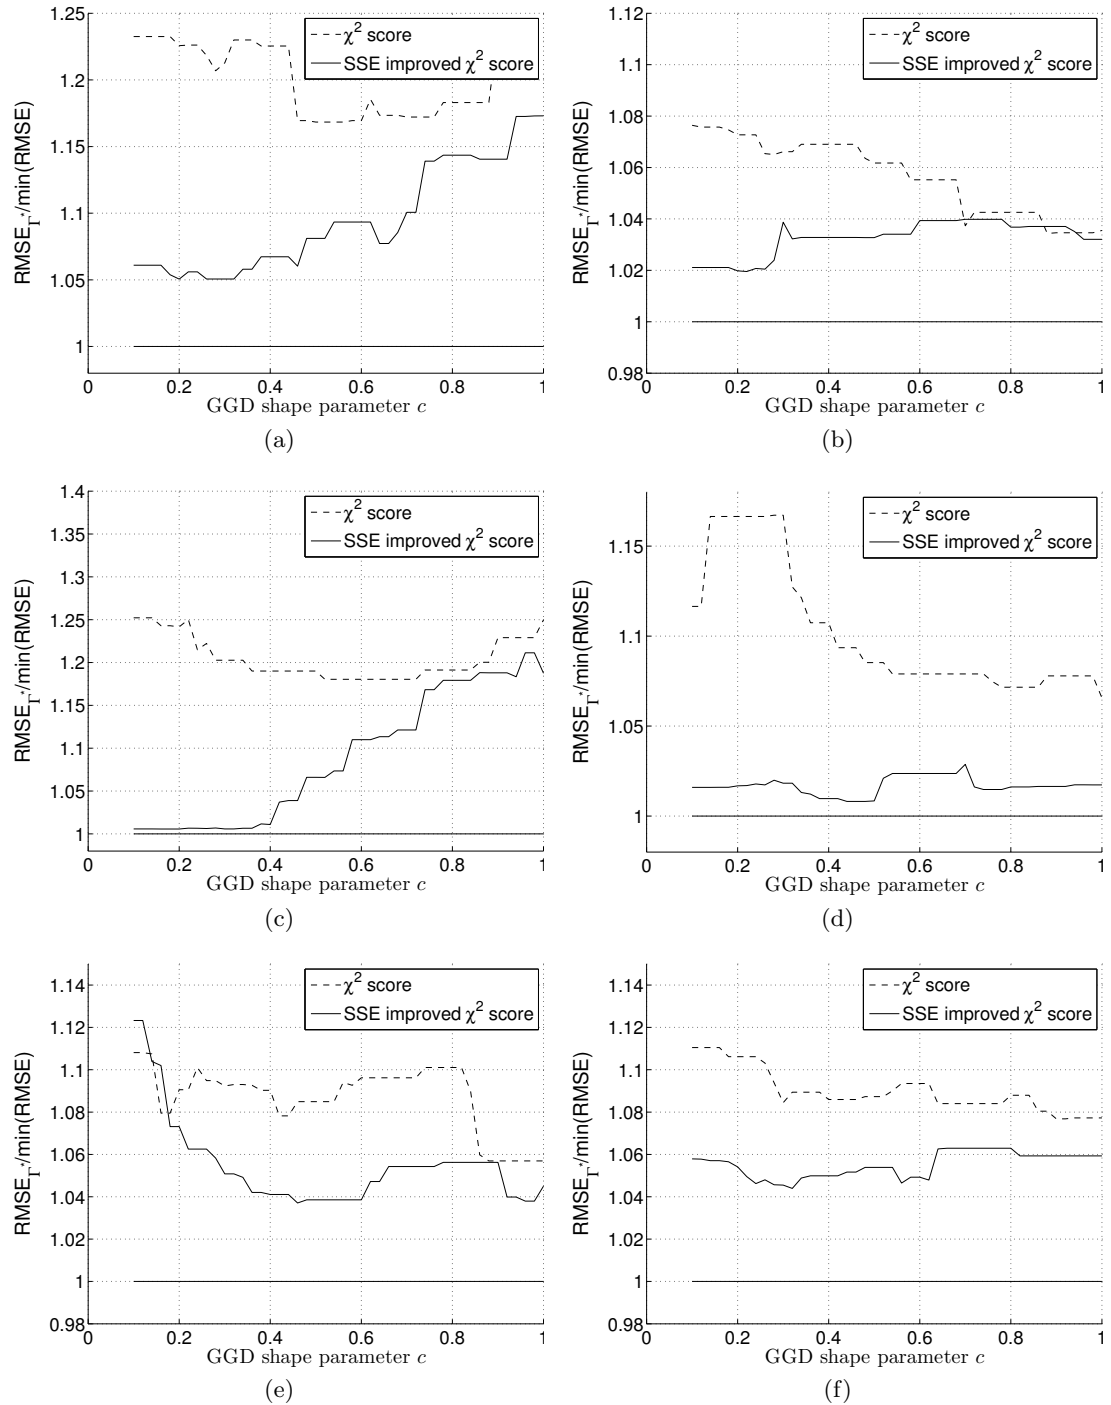 1.25
1.2
1.15
1.1
1.05
1
0 0.2 0.4 0.6 0.8 1
RMSE_Γ*/min(RMSE)
GGD shape parameter c
χ² score
SSE improved χ² score
(a)
1.12
1.1
1.08
1.06
1.04
1.02
1
0.98
0 0.2 0.4 0.6 0.8 1
RMSE_Γ*/min(RMSE)
GGD shape parameter c
χ² score
SSE improved χ² score
(b)
1.4
1.35
1.3
1.25
1.2
1.15
1.1
1.05
1
0 0.2 0.4 0.6 0.8 1
RMSE_Γ*/min(RMSE)
GGD shape parameter c
χ² score
SSE improved χ² score
(c)
1.15
1.1
1.05
1
0 0.2 0.4 0.6 0.8 1
RMSE_Γ*/min(RMSE)
GGD shape parameter c
χ² score
SSE improved χ² score
(d)
1.14
1.12
1.1
1.08
1.06
1.04
1.02
1
0.98
0 0.2 0.4 0.6 0.8 1
RMSE_Γ*/min(RMSE)
GGD shape parameter c
χ² score
SSE improved χ² score
(e)
1.14
1.12
1.1
1.08
1.06
1.04
1.02
1
0.98
0 0.2 0.4 0.6 0.8 1
RMSE_Γ*/min(RMSE)
GGD shape parameter c
χ² score
SSE improved χ² score
(f)